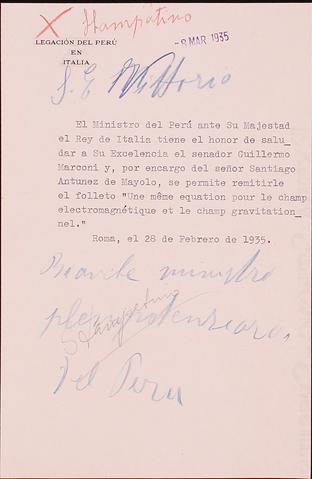 X Stampatino
-8 MAR 1935
LEGACIÓN DEL PERÚ
EN
ITALIA
S. E. Vittorio
El Ministro del Perú ante Su Majestad
el Rey de Italia tiene el honor de salu_
dar a Su Excelencia el senador Guillermo
Marconi y, por encargo del señor Santiago
Antunez de Mayolo, se permite remitirle
el folleto "Une même equation pour le champ
electromagnétique et le champ gravitation_
nel."
Roma, el 28 de Febrero de 1935.
ministro
Stampatino
del Peru